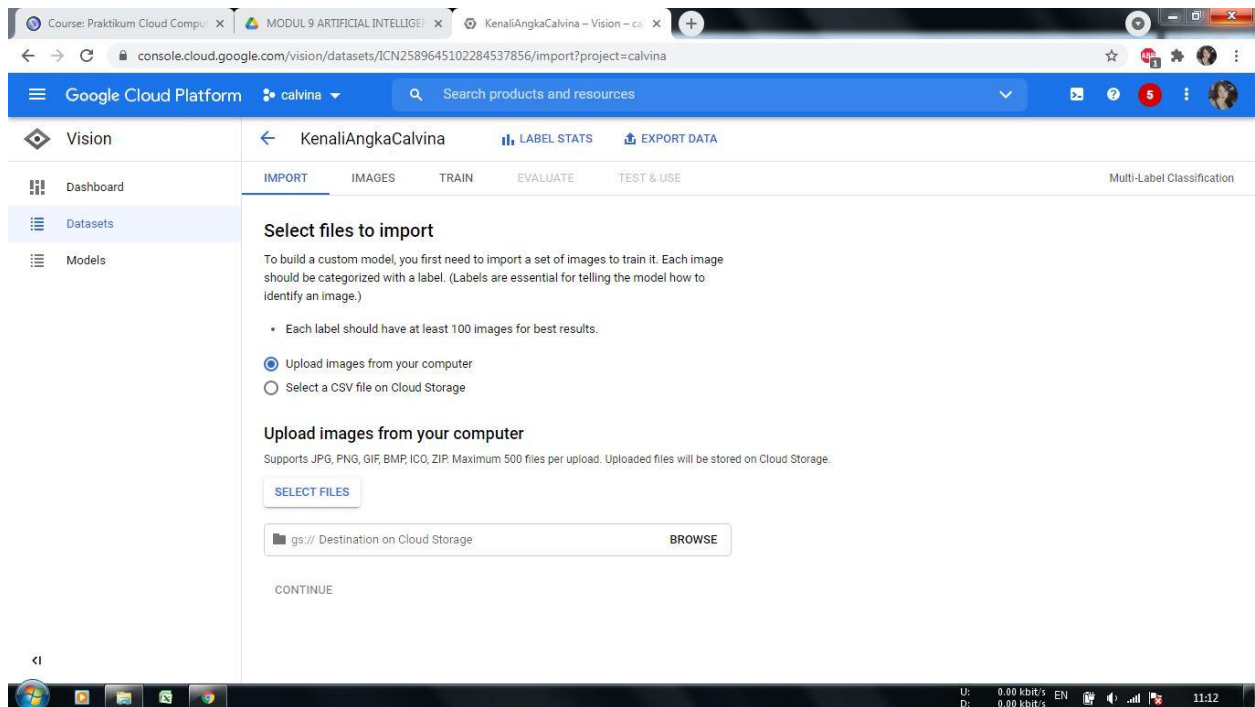 Course: Praktikum Cloud Comput
MODUL 9 ARTIFICIAL INTELLIGEN
KenaliAngkaCalvina – Vision – ca
console.cloud.google.com/vision/datasets/ICN2589645102284537856/import?project=calvina
ABP
1
Google Cloud Platform
calvina
Search products and resources
5
Vision
KenaliAngkaCalvina
LABEL STATS
EXPORT DATA
Dashboard
Datasets
Models
IMPORT
IMAGES
TRAIN
EVALUATE
TEST & USE
Multi-Label Classification
Select files to import
To build a custom model, you first need to import a set of images to train it. Each image
should be categorized with a label. (Labels are essential for telling the model how to
identify an image.)
• Each label should have at least 100 images for best results.
Upload images from your computer
Select a CSV file on Cloud Storage
Upload images from your computer
Supports JPG, PNG, GIF, BMP, ICO, ZIP. Maximum 500 files per upload. Uploaded files will be stored on Cloud Storage.
SELECT FILES
gs:// Destination on Cloud Storage
BROWSE
CONTINUE
U: 0.00 kbit/s
D: 0.00 kbit/s
EN
11:12